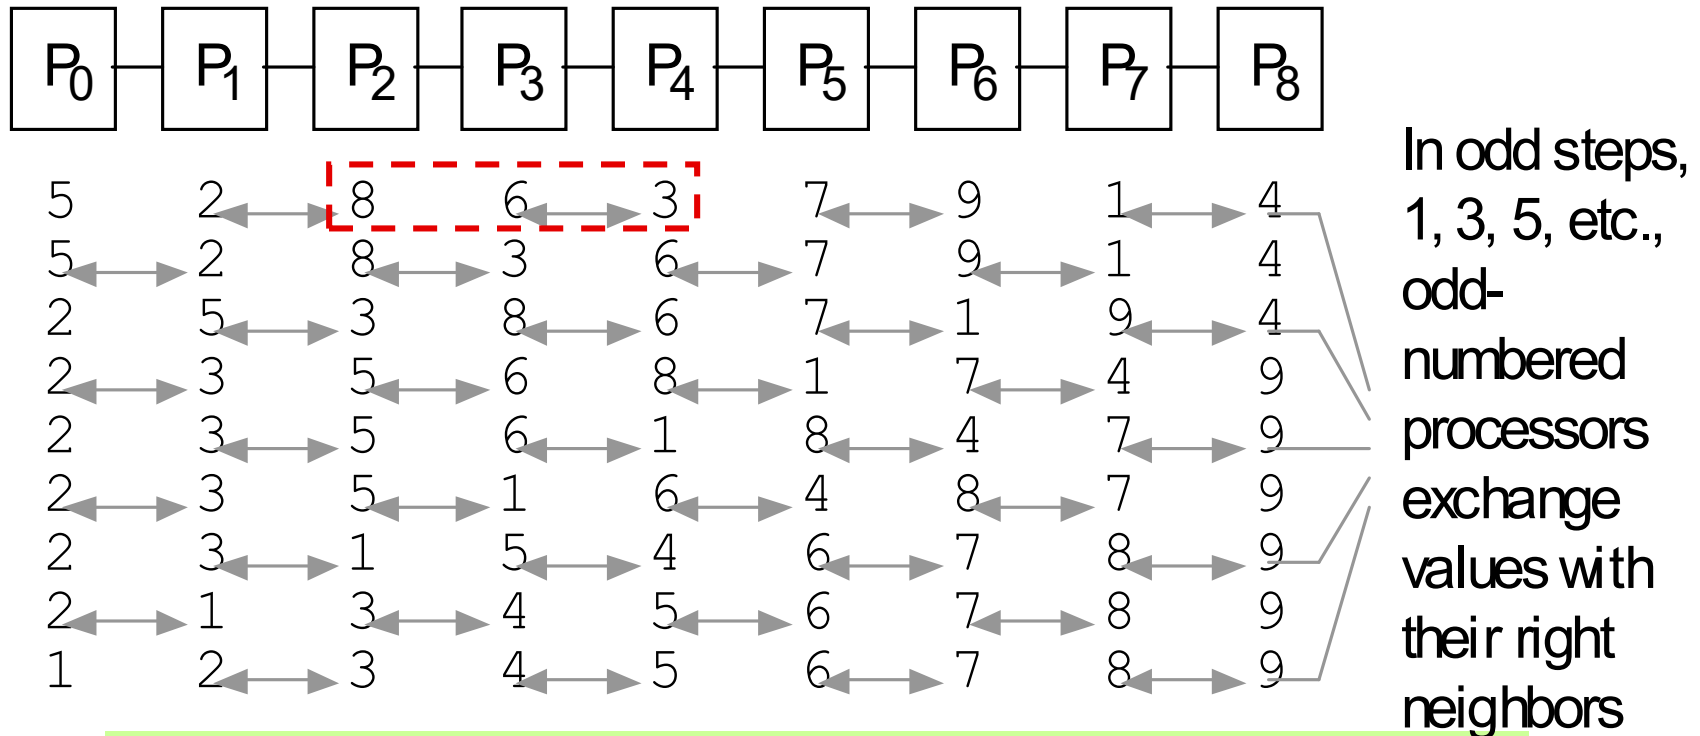 P0 P1 P2 P3 P4 P5 P6 P7 P8
5 2 8 6 3 7 9 1 4
5 2 8 3 6 7 9 1 4
2 5 3 8 6 7 1 9 4
2 3 5 6 8 1 7 4 9
2 3 5 6 1 8 4 7 9
2 3 5 1 6 4 8 7 9
2 3 1 5 4 6 7 8 9
2 1 3 4 5 6 7 8 9
1 2 3 4 5 6 7 8 9
In odd steps,
1, 3, 5, etc.,
odd-
numbered
processors
exchange
values with
their right
neighbors